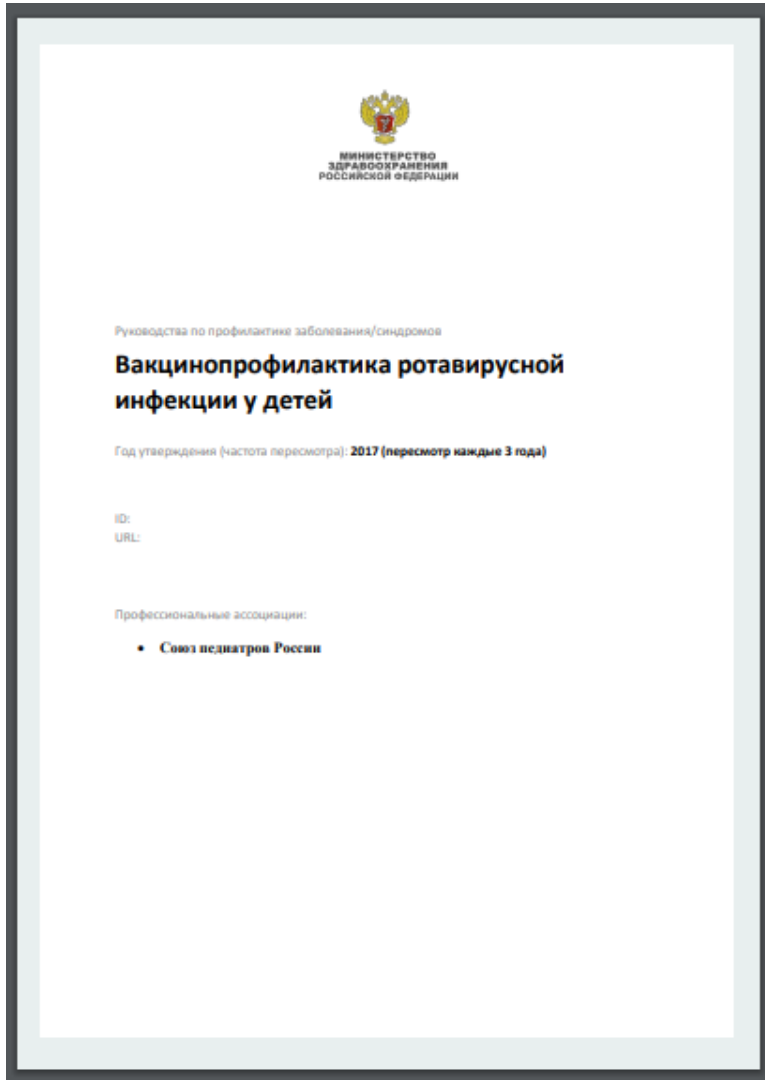 МИНИСТЕРСТВО
ЗДРАВООХРАНЕНИЯ
РОССИЙСКОЙ ФЕДЕРАЦИИ
Руководства по профилактике заболевания/синдромов
Вакцинопрофилактика ротавирусной
инфекции у детей
Год утверждения (частота пересмотра): 2017 (пересмотр каждые 3 года)
ID:
URL:
Профессиональные ассоциации:
• Союз педиатров России